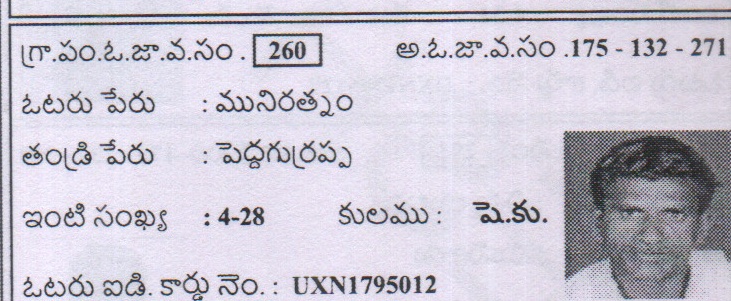 గ్రా.పం.ఓ.జా.వ.సం . 260 అ.ఓ.జా.వ.సం .175 - 132 - 271
ఓటరు పేరు : మునిరత్నం
తండ్రి పేరు : పెద్దగుర్రప్ప
ఇంటి సంఖ్య : 4-28 కులము : షె.కు.
ఓటరు ఐడి. కార్డు నెం. : UXN1795012